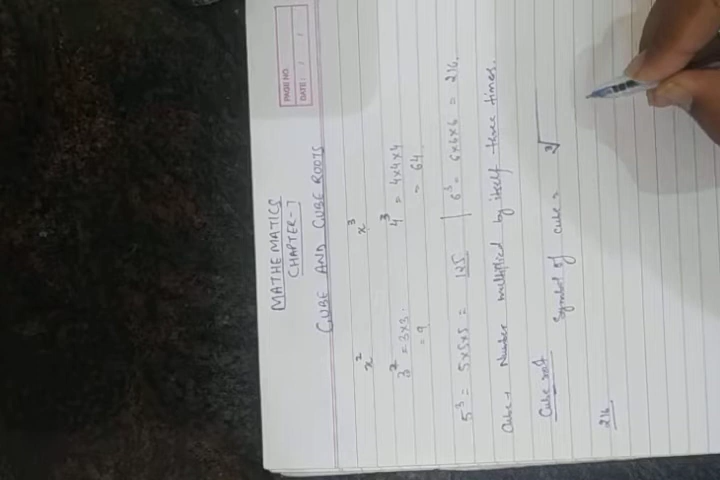 PAGE NO.
DATE: / /
MATHEMATICS
CHAPTER-7
CUBE AND CUBE ROOTS
x² x³
3² = 3×3. 4³ = 4×4×4
= 9 = 64.
5³ = 5×5×5 = 125 | 6³ = 6×6×6 = 216.
Cube → Number multiplied by itself three times.
Cube root Symbol of cube = ∛
216